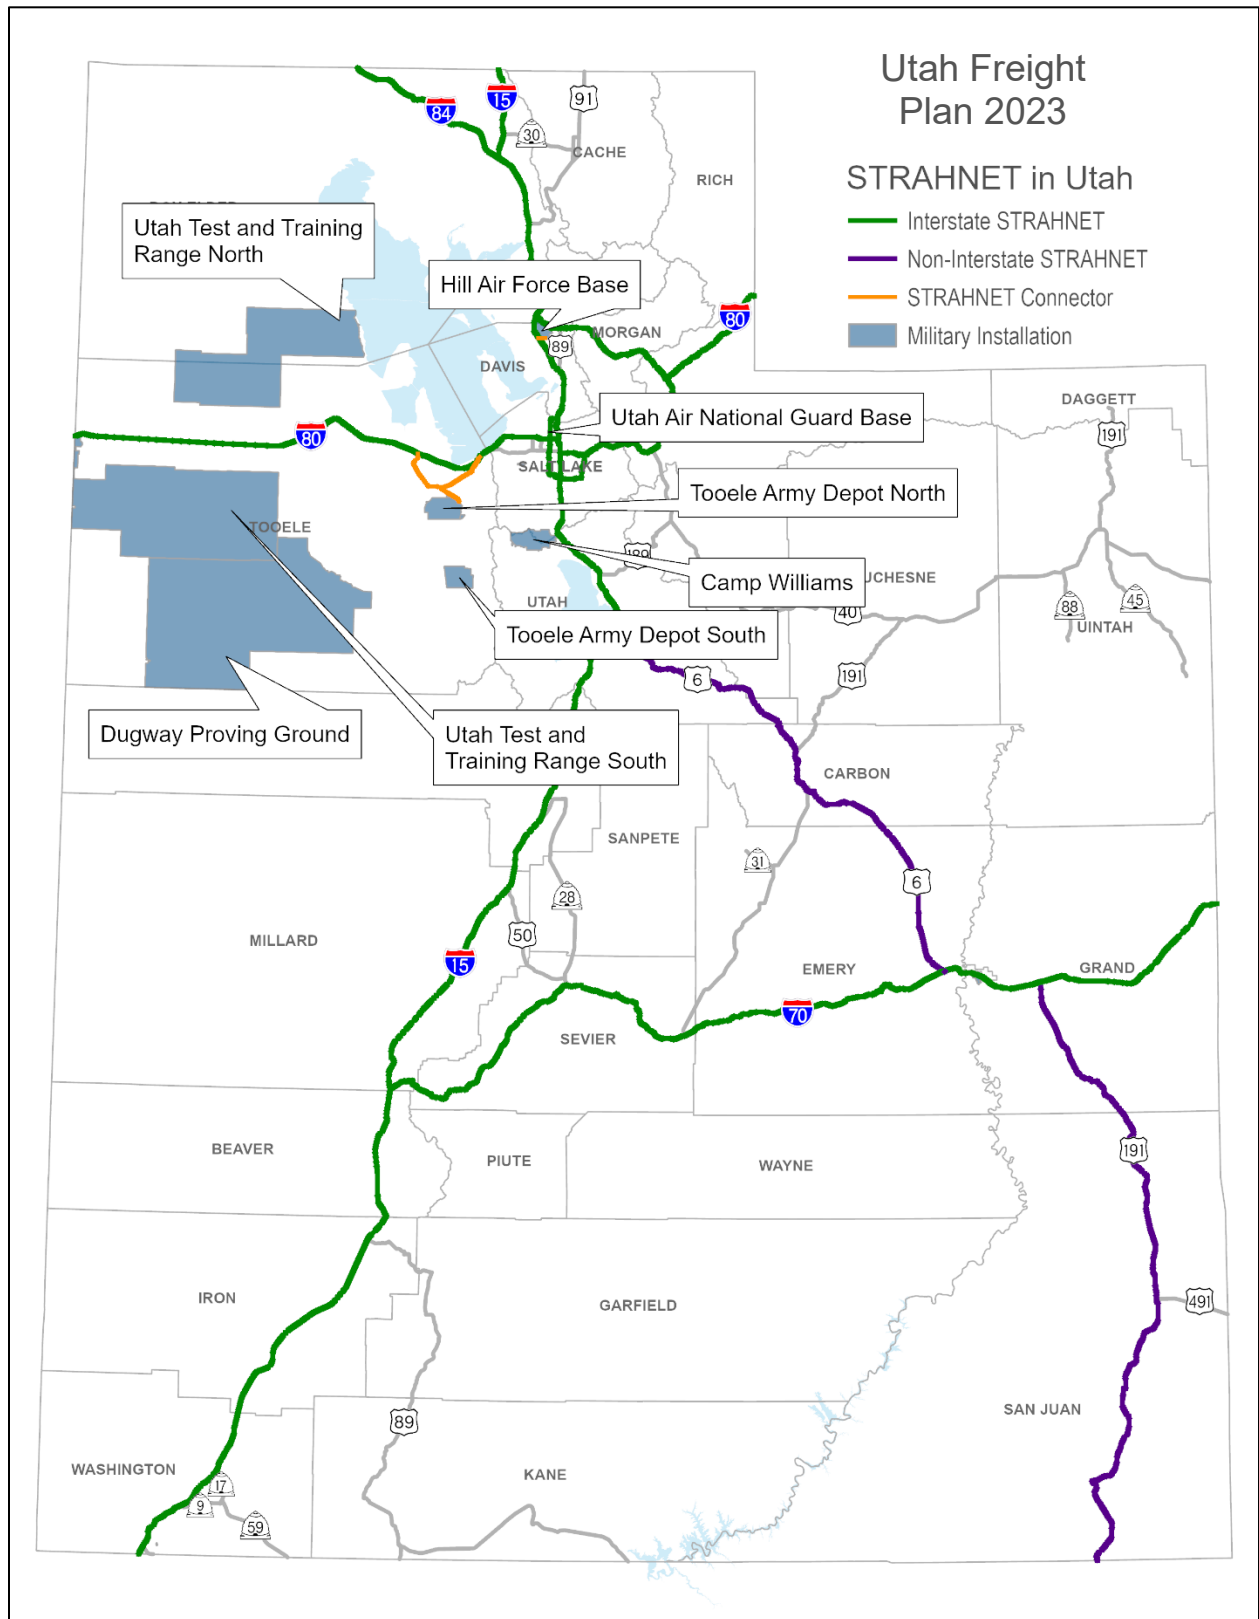 Utah Freight
Plan 2023
STRAHNET in Utah
Interstate STRAHNET
Non-Interstate STRAHNET
STRAHNET Connector
Military Installation
84
15
91
30
CACHE
RICH
Utah Test and Training
Range North
Hill Air Force Base
80
MORGAN
89
DAVIS
DAGGETT
191
Utah Air National Guard Base
80
SALT LAKE
Tooele Army Depot North
TOOELE
189
Camp Williams
UCHESNE
40
88
45
UINTAH
UTAH
Tooele Army Depot South
6
191
Dugway Proving Ground
Utah Test and
Training Range South
CARBON
SANPETE
31
6
28
50
MILLARD
15
EMERY
GRAND
70
SEVIER
BEAVER
PIUTE
WAYNE
191
IRON
GARFIELD
491
89
SAN JUAN
WASHINGTON
KANE
17
9
59